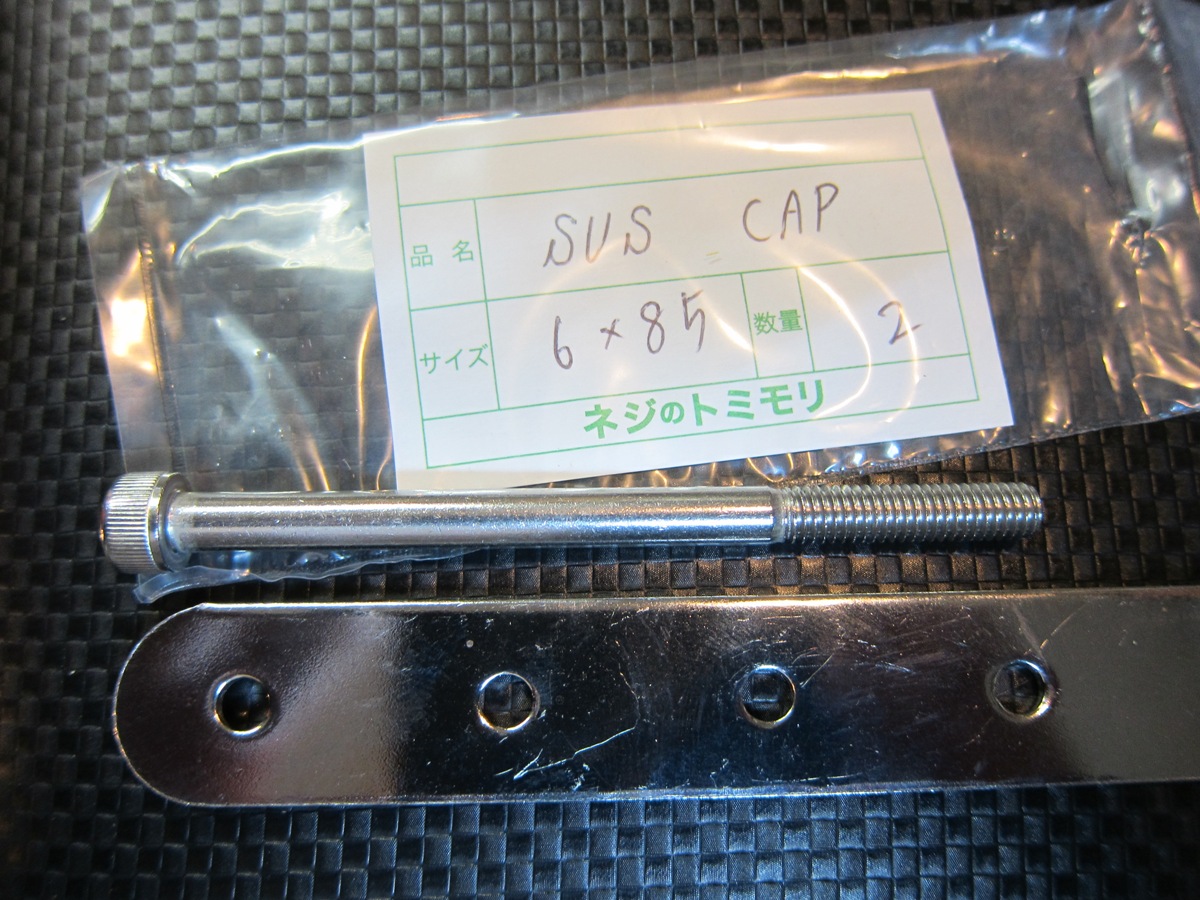 品名 SUS CAP
サイズ 6×85 数量 2
ネジのトミモリ